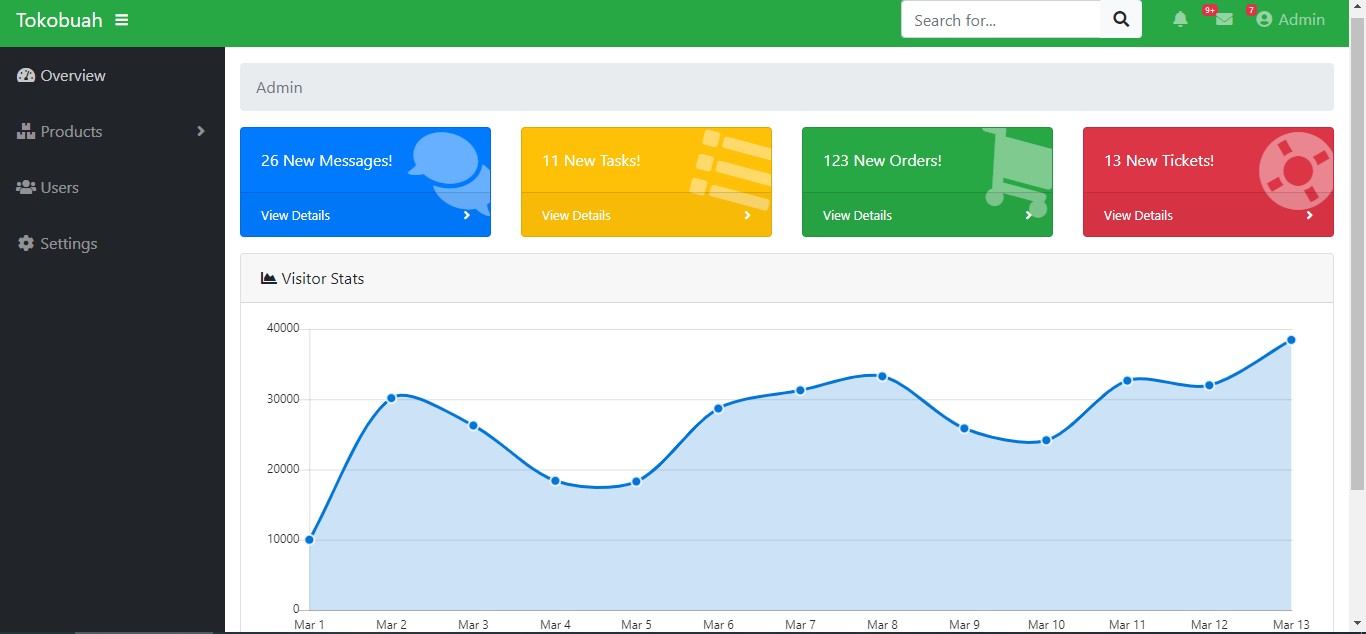 Tokobuah
Search for...
9+
7
Admin
Overview
Products
Users
Settings
Admin
26 New Messages!
View Details
11 New Tasks!
View Details
123 New Orders!
View Details
13 New Tickets!
View Details
Visitor Stats
40000
30000
20000
10000
0
Mar 1 Mar 2 Mar 3 Mar 4 Mar 5 Mar 6 Mar 7 Mar 8 Mar 9 Mar 10 Mar 11 Mar 12 Mar 13